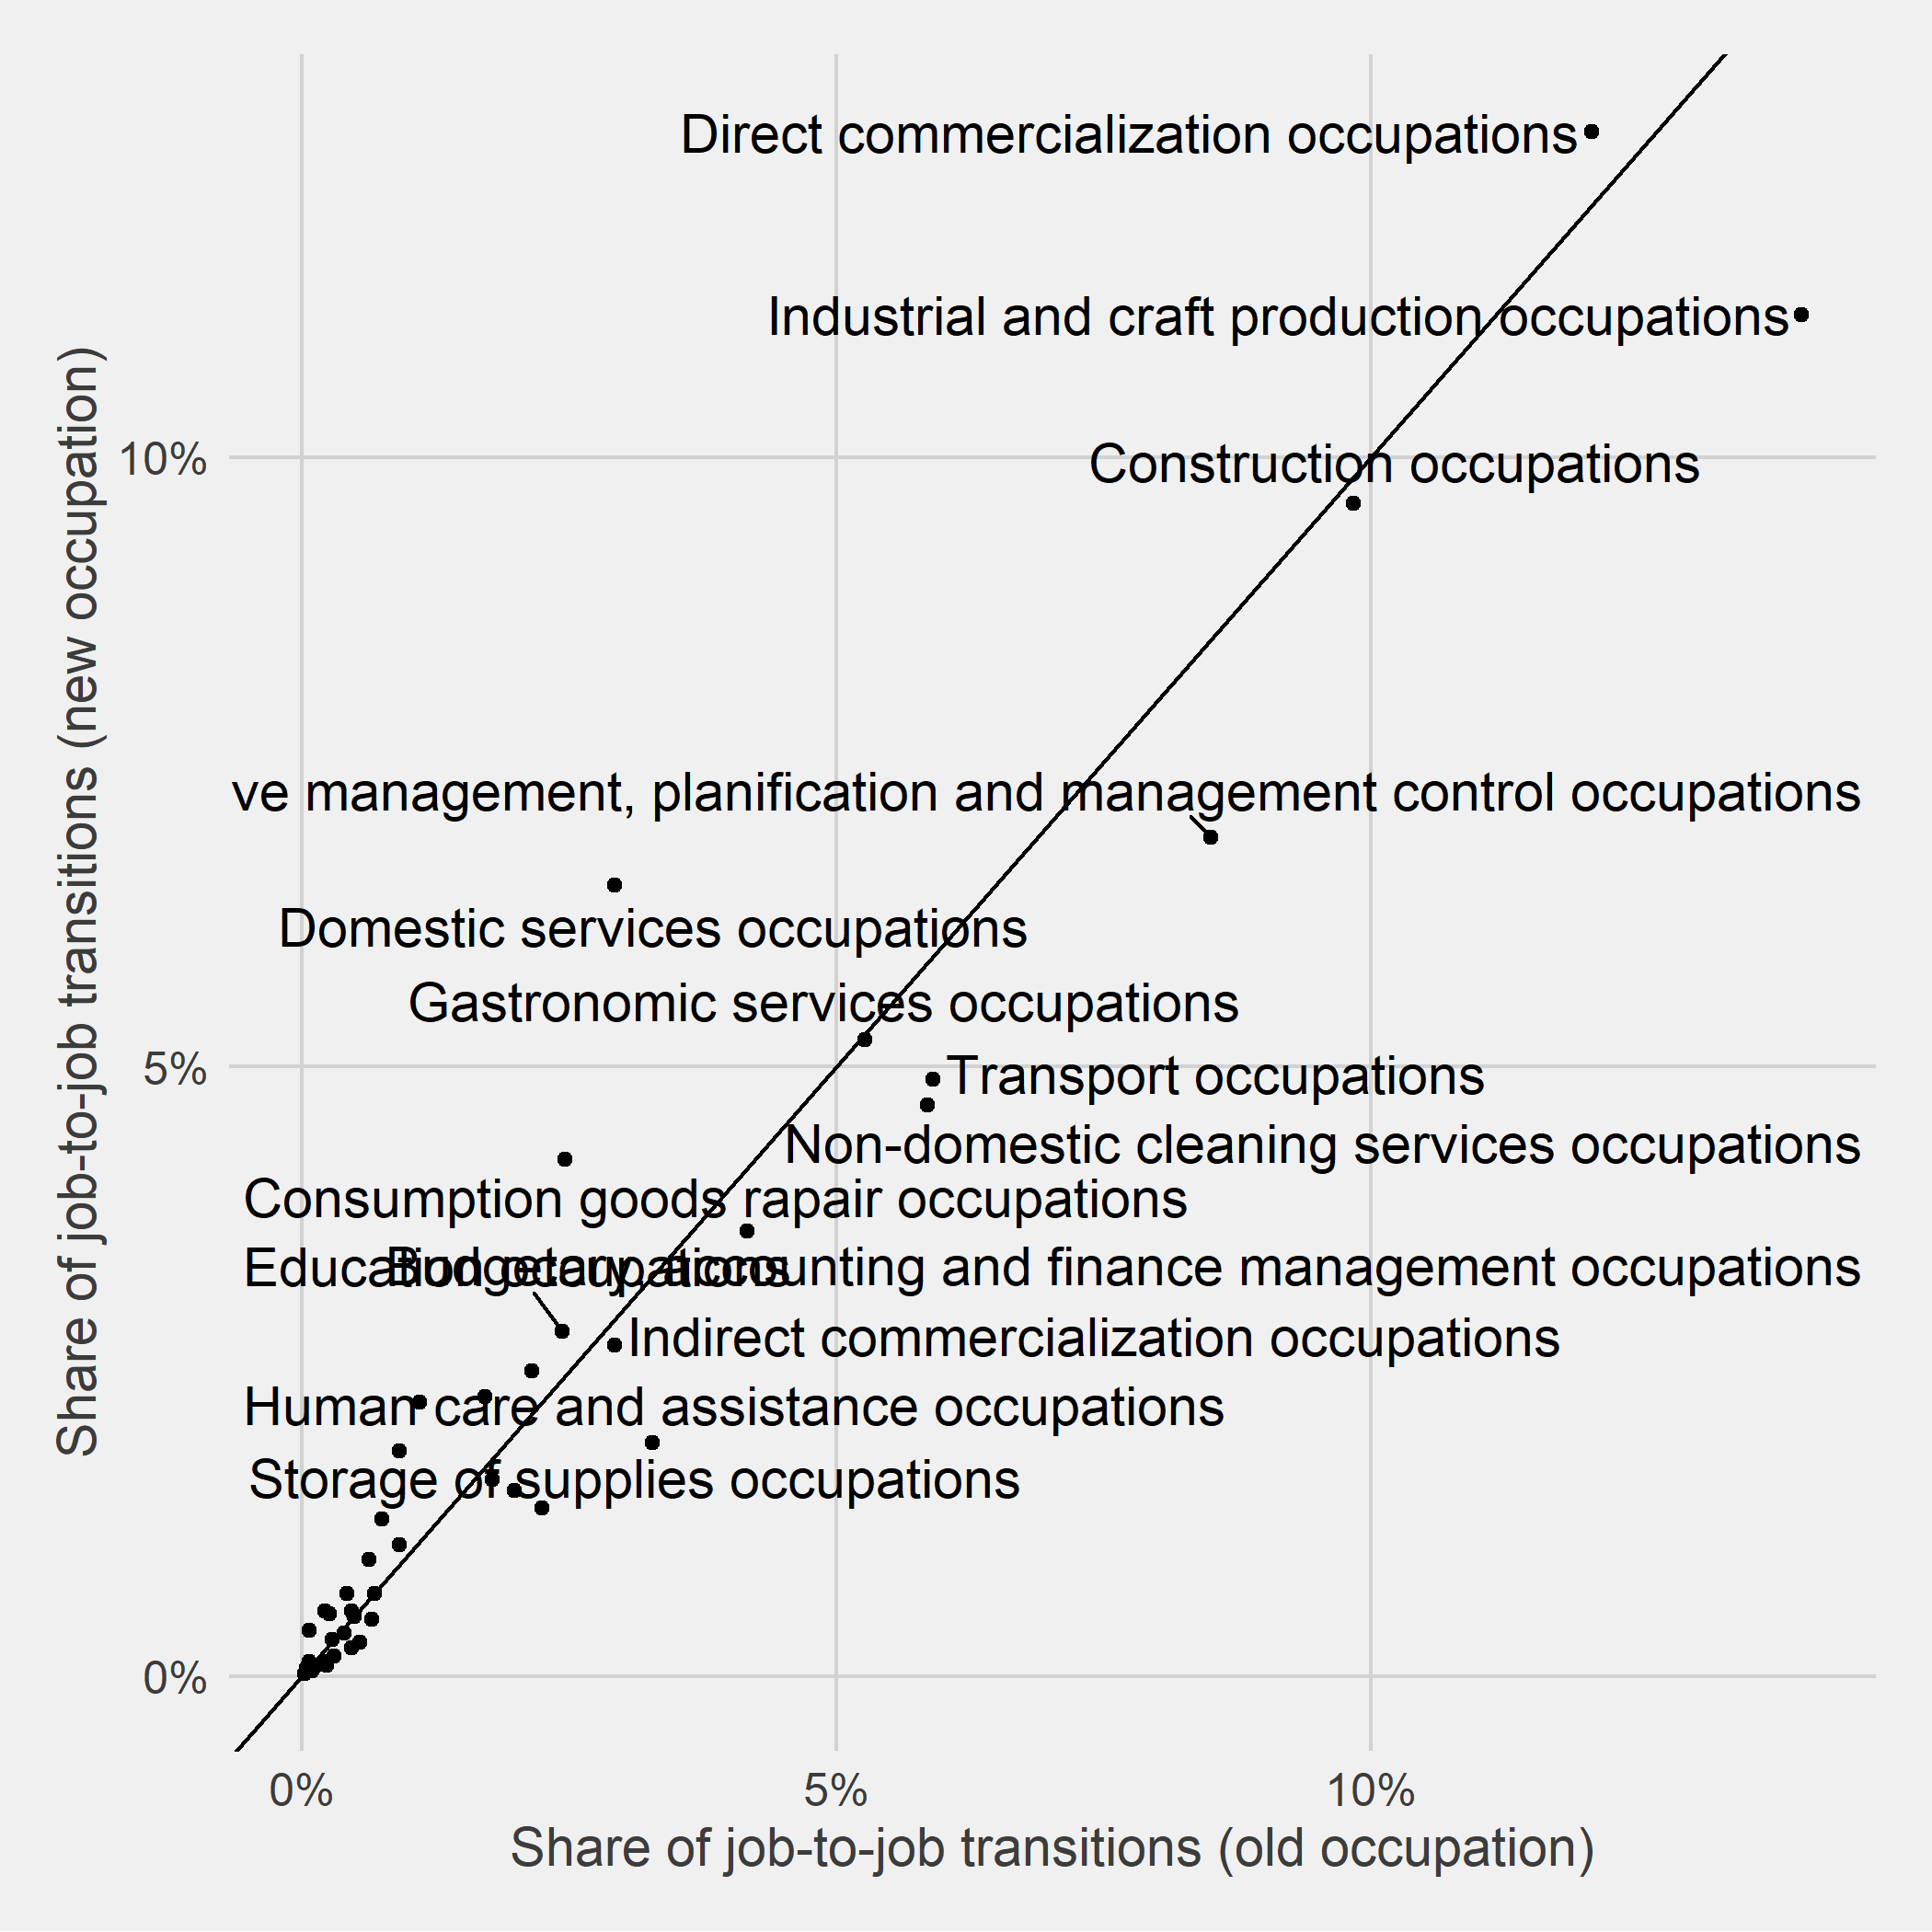 Direct commercialization occupations
Industrial and craft production occupations
Construction occupations
ve management, planification and management control occupations
Domestic services occupations
Gastronomic services occupations
Transport occupations
Non-domestic cleaning services occupations
Consumption goods rapair occupations
Education occupations
Budgetary, accounting and finance management occupations
Indirect commercialization occupations
Human care and assistance occupations
Storage of supplies occupations
10%
5%
0%
0%
5%
10%
Share of job-to-job transitions (old occupation)
Share of job-to-job transitions (new occupation)